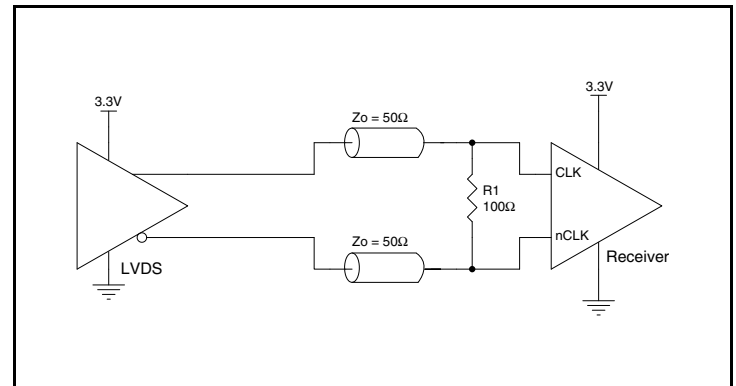 3.3V
LVDS
Zo = 50Ω
Zo = 50Ω
R1
100Ω
3.3V
CLK
nCLK
Receiver